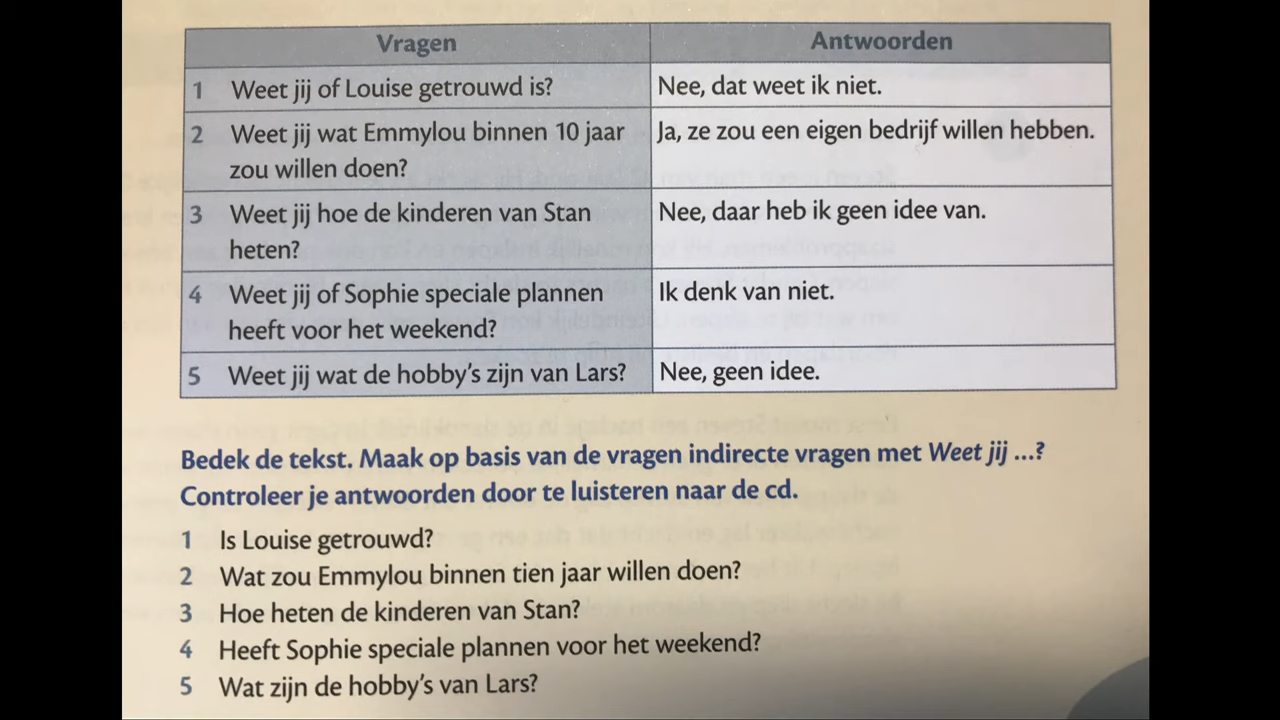 Vragen Antwoorden
1 Weet jij of Louise getrouwd is? Nee, dat weet ik niet.
2 Weet jij wat Emmylou binnen 10 jaar Ja, ze zou een eigen bedrijf willen hebben.
zou willen doen?
3 Weet jij hoe de kinderen van Stan Nee, daar heb ik geen idee van.
heten?
4 Weet jij of Sophie speciale plannen Ik denk van niet.
heeft voor het weekend?
5 Weet jij wat de hobby's zijn van Lars? Nee, geen idee.
Bedek de tekst. Maak op basis van de vragen indirecte vragen met Weet jij ...?
Controleer je antwoorden door te luisteren naar de cd.
1 Is Louise getrouwd?
2 Wat zou Emmylou binnen tien jaar willen doen?
3 Hoe heten de kinderen van Stan?
4 Heeft Sophie speciale plannen voor het weekend?
5 Wat zijn de hobby's van Lars?